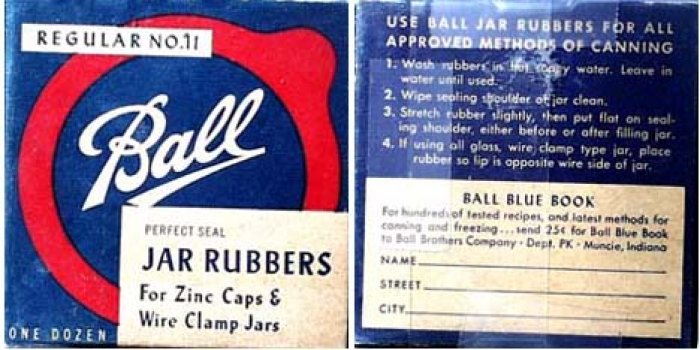 REGULAR NO.11
Ball
PERFECT SEAL
JAR RUBBERS
For Zinc Caps &
Wire Clamp Jars
ONE DOZEN
USE BALL JAR RUBBERS FOR ALL
APPROVED METHODS OF CANNING
1. Wash rubbers in hot soapy water. Leave in
water until used.
2. Wipe sealing shoulder of jar clean.
3. Stretch rubber slightly, then put flat on seal-
ing shoulder, either before or after filling jar.
4. If using all glass, wire clamp type jar, place
rubber so lip is opposite wire side of jar.
BALL BLUE BOOK
For hundreds of tested recipes, and latest methods for
canning and freezing...send 25¢ for Ball Blue Book
to Ball Brothers Company • Dept. PK • Muncie, Indiana
NAME
STREET
CITY